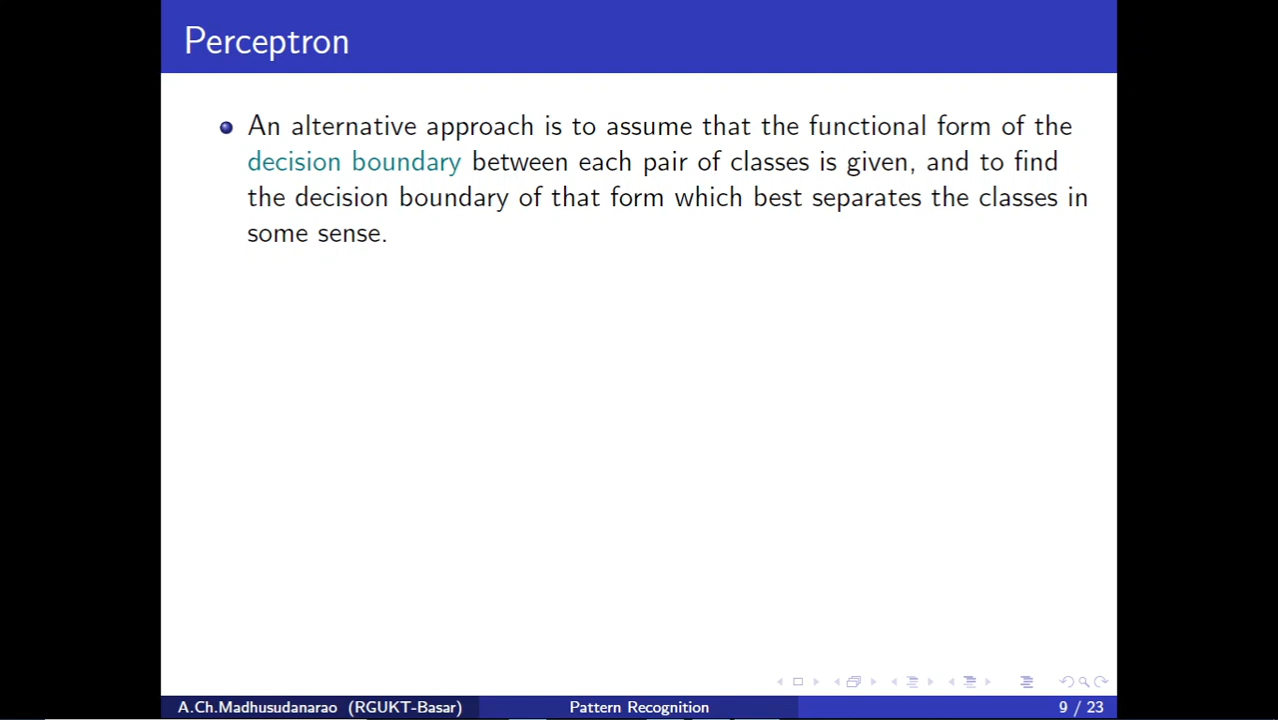 Perceptron
An alternative approach is to assume that the functional form of the
decision boundary between each pair of classes is given, and to find
the decision boundary of that form which best separates the classes in
some sense.
A.Ch.Madhusudanarao (RGUKT-Basar) Pattern Recognition 9 / 23